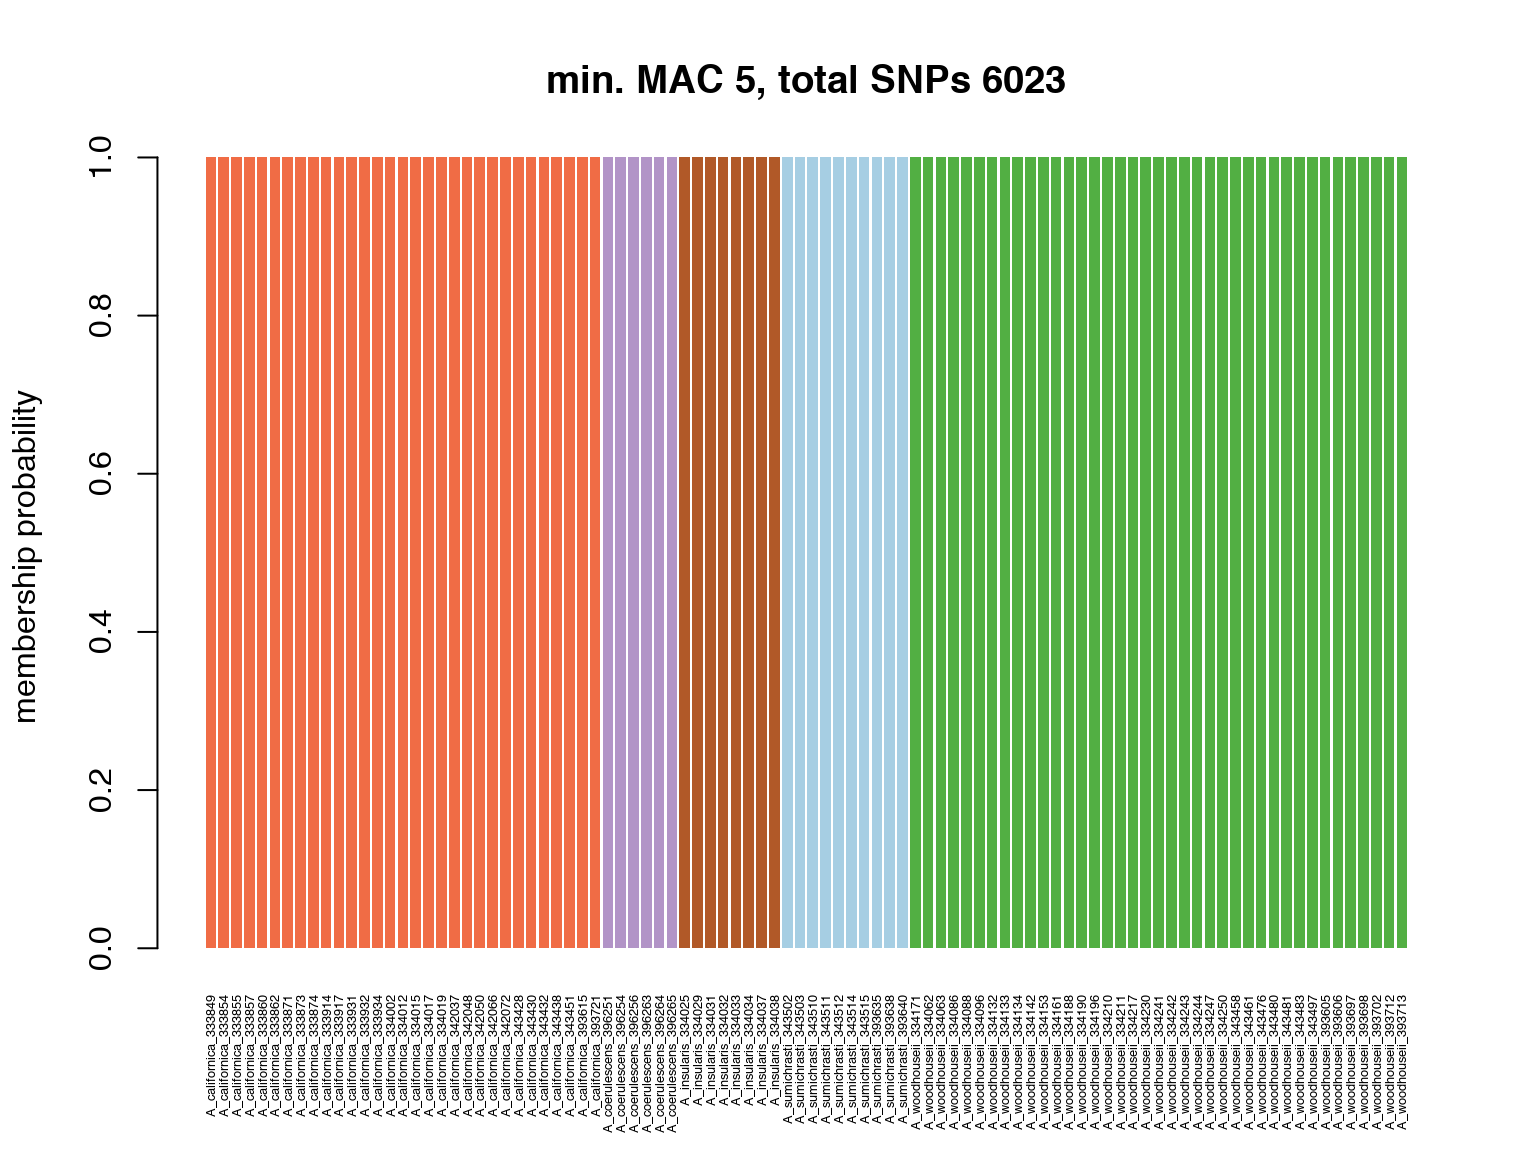 min. MAC 5, total SNPs 6023
membership probability
1.0
0.8
0.6
0.4
0.2
0.0
A_californica_333849
A_californica_333854
A_californica_333855
A_californica_333857
A_californica_333860
A_californica_333862
A_californica_333871
A_californica_333873
A_californica_333874
A_californica_333914
A_californica_333917
A_californica_333931
A_californica_333932
A_californica_333934
A_californica_334002
A_californica_334012
A_californica_334015
A_californica_334017
A_californica_334019
A_californica_342037
A_californica_342048
A_californica_342050
A_californica_342066
A_californica_342072
A_californica_343428
A_californica_343430
A_californica_343432
A_californica_343438
A_californica_343451
A_californica_393615
A_californica_393721
A_coerulescens_396251
A_coerulescens_396254
A_coerulescens_396256
A_coerulescens_396263
A_coerulescens_396264
A_coerulescens_396265
A_insularis_334025
A_insularis_334029
A_insularis_334031
A_insularis_334032
A_insularis_334033
A_insularis_334034
A_insularis_334037
A_insularis_334038
A_sumichrasti_343502
A_sumichrasti_343503
A_sumichrasti_343510
A_sumichrasti_343511
A_sumichrasti_343512
A_sumichrasti_343514
A_sumichrasti_343515
A_sumichrasti_393635
A_sumichrasti_393638
A_sumichrasti_393640
A_woodhouseii_334171
A_woodhouseii_334062
A_woodhouseii_334063
A_woodhouseii_334086
A_woodhouseii_334088
A_woodhouseii_334096
A_woodhouseii_334132
A_woodhouseii_334133
A_woodhouseii_334134
A_woodhouseii_334142
A_woodhouseii_334153
A_woodhouseii_334161
A_woodhouseii_334188
A_woodhouseii_334190
A_woodhouseii_334196
A_woodhouseii_334210
A_woodhouseii_334211
A_woodhouseii_334217
A_woodhouseii_334230
A_woodhouseii_334241
A_woodhouseii_334242
A_woodhouseii_334243
A_woodhouseii_334244
A_woodhouseii_334247
A_woodhouseii_334250
A_woodhouseii_343458
A_woodhouseii_343461
A_woodhouseii_343476
A_woodhouseii_343480
A_woodhouseii_343481
A_woodhouseii_343483
A_woodhouseii_343497
A_woodhouseii_393605
A_woodhouseii_393606
A_woodhouseii_393697
A_woodhouseii_393698
A_woodhouseii_393702
A_woodhouseii_393712
A_woodhouseii_393713